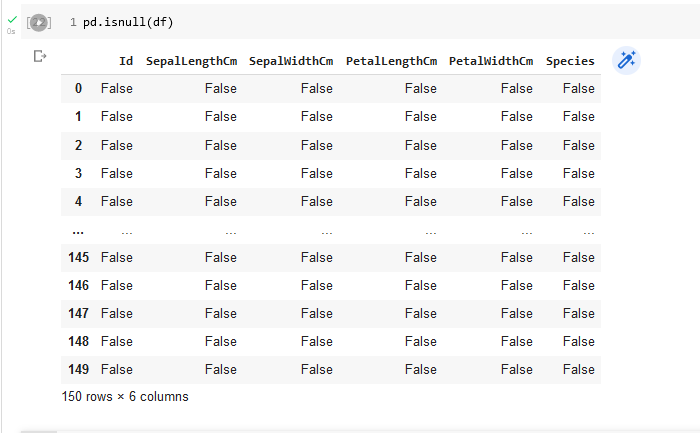 [22] 1 pd.isnull(df)
0s
Id SepalLengthCm SepalWidthCm PetalLengthCm PetalWidthCm Species
0 False False False False False False
1 False False False False False False
2 False False False False False False
3 False False False False False False
4 False False False False False False
... ... ... ... ... ... ...
145 False False False False False False
146 False False False False False False
147 False False False False False False
148 False False False False False False
149 False False False False False False
150 rows × 6 columns